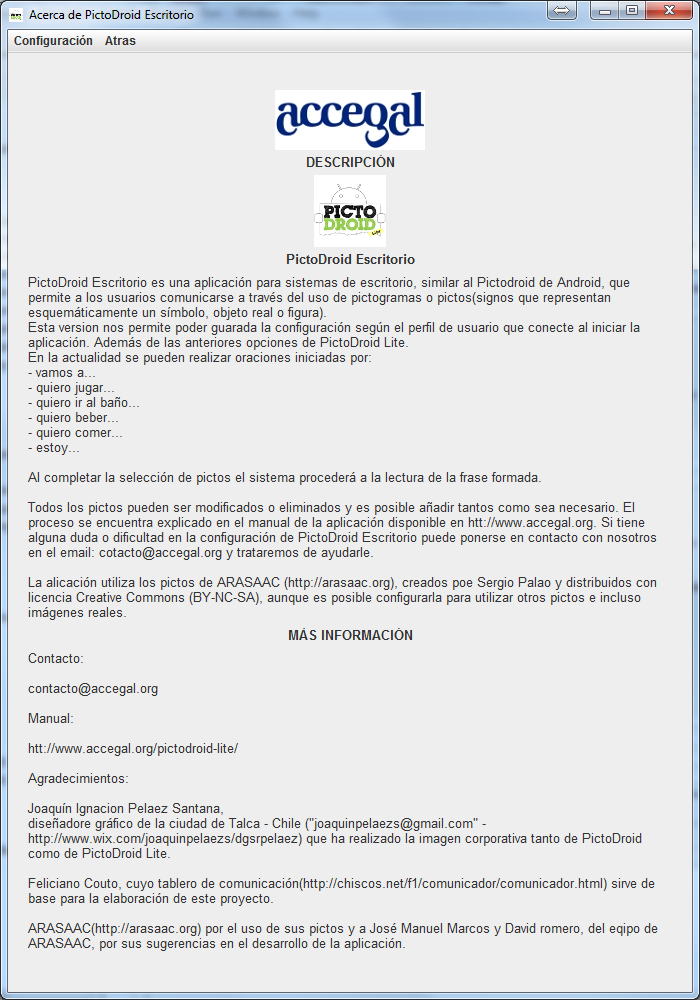 Acerca de PictoDroid Escritorio
Configuración Atras
accegal
DESCRIPCIÓN
PICTO
DROID
Lite
PictoDroid Escritorio
PictoDroid Escritorio es una aplicación para sistemas de escritorio, similar al Pictodroid de Android, que
permite a los usuarios comunicarse a través del uso de pictogramas o pictos(signos que representan
esquemáticamente un símbolo, objeto real o figura).
Esta version nos permite poder guarada la configuración según el perfil de usuario que conecte al iniciar la
aplicación. Además de las anteriores opciones de PictoDroid Lite.
En la actualidad se pueden realizar oraciones iniciadas por:
- vamos a...
- quiero jugar...
- quiero ir al baño...
- quiero beber...
- quiero comer...
- estoy...
Al completar la selección de pictos el sistema procederá a la lectura de la frase formada.
Todos los pictos pueden ser modificados o eliminados y es posible añadir tantos como sea necesario. El
proceso se encuentra explicado en el manual de la aplicación disponible en htt://www.accegal.org. Si tiene
alguna duda o dificultad en la configuración de PictoDroid Escritorio puede ponerse en contacto con nosotros
en el email: cotacto@accegal.org y trataremos de ayudarle.
La alicación utiliza los pictos de ARASAAC (http://arasaac.org), creados poe Sergio Palao y distribuidos con
licencia Creative Commons (BY-NC-SA), aunque es posible configurarla para utilizar otros pictos e incluso
imágenes reales.
MÁS INFORMACIÓN
Contacto:
contacto@accegal.org
Manual:
htt://www.accegal.org/pictodroid-lite/
Agradecimientos:
Joaquín Ignacion Pelaez Santana,
diseñadore gráfico de la ciudad de Talca - Chile ("joaquinpelaezs@gmail.com" -
http://www.wix.com/joaquinpelaezs/dgsrpelaez) que ha realizado la imagen corporativa tanto de PictoDroid
como de PictoDroid Lite.
Feliciano Couto, cuyo tablero de comunicación(http://chiscos.net/f1/comunicador/comunicador.html) sirve de
base para la elaboración de este proyecto.
ARASAAC(http://arasaac.org) por el uso de sus pictos y a José Manuel Marcos y David romero, del eqipo de
ARASAAC, por sus sugerencias en el desarrollo de la aplicación.